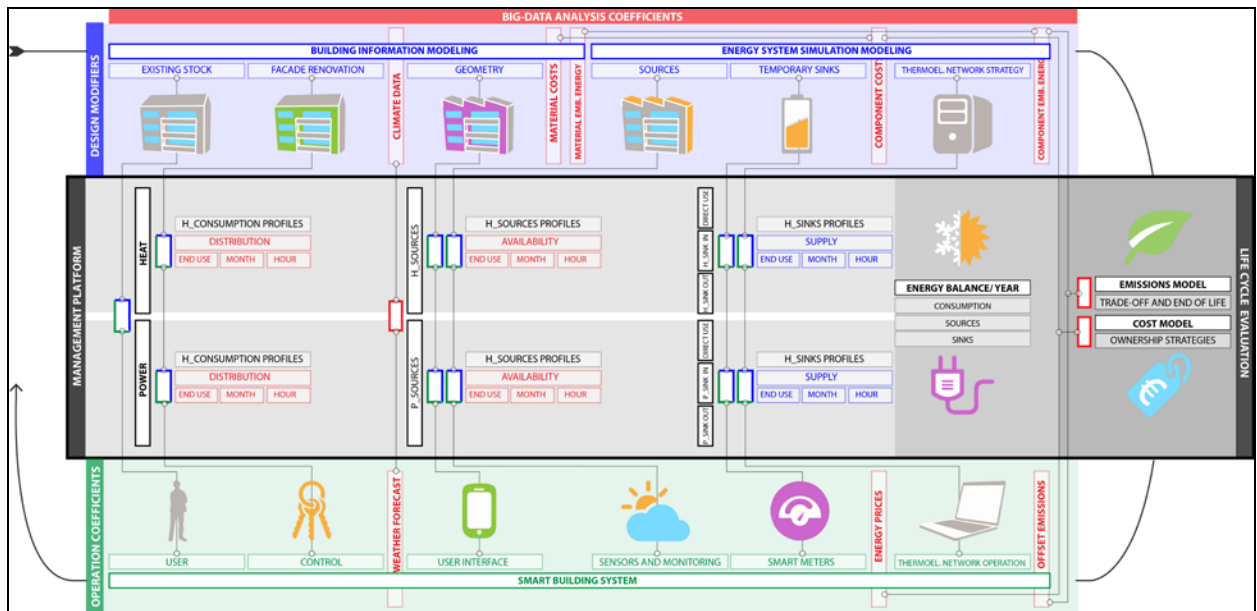 BIG-DATA ANALYSIS COEFFICIENTS
DESIGN MODIFIERS
BUILDING INFORMATION MODELING
ENERGY SYSTEM SIMULATION MODELING
EXISTING STOCK
FACADE RENOVATION
CLIMATE DATA
GEOMETRY
MATERIAL COSTS
MATERIAL EMB. ENERGY
SOURCES
TEMPORARY SINKS
COMPONENT COSTS
THERMOEL. NETWORK STRATEGY
COMPONENT EMB. ENERGY
MANAGEMENT PLATFORM
HEAT
H_CONSUMPTION PROFILES
DISTRIBUTION
END USE MONTH HOUR
H_SOURCES
H_SOURCES PROFILES
AVAILABILITY
END USE MONTH HOUR
DIRECT USE
H_SINK IN
H_SINK OUT
H_SINKS PROFILES
SUPPLY
END USE MONTH HOUR
POWER
H_CONSUMPTION PROFILES
DISTRIBUTION
END USE MONTH HOUR
P_SOURCES
H_SOURCES PROFILES
AVAILABILITY
END USE MONTH HOUR
DIRECT USE
P_SINK IN
P_SINK OUT
H_SINKS PROFILES
SUPPLY
END USE MONTH HOUR
ENERGY BALANCE/ YEAR
CONSUMPTION
SOURCES
SINKS
EMISSIONS MODEL
TRADE-OFF AND END OF LIFE
COST MODEL
OWNERSHIP STRATEGIES
€
LIFE CYCLE EVALUATION
OPERATION COEFFICIENTS
USER
CONTROL
WEATHER FORECAST
USER INTERFACE
SENSORS AND MONITORING
SMART METERS
ENERGY PRICES
THERMOEL. NETWORK OPERATION
OFFSET EMISSIONS
SMART BUILDING SYSTEM